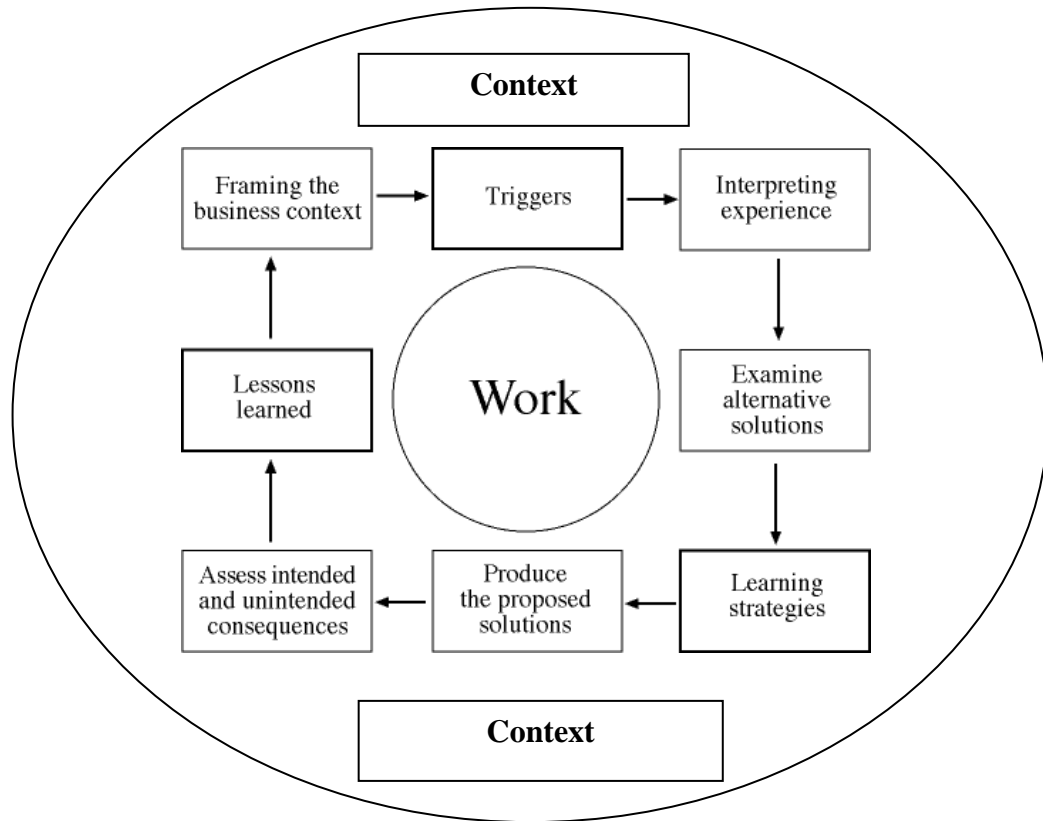 Context
Framing the
business context
Triggers
Interpreting
experience
Lessons
learned
Work
Examine
alternative
solutions
Assess intended
and unintended
consequences
Produce
the proposed
solutions
Learning
strategies
Context